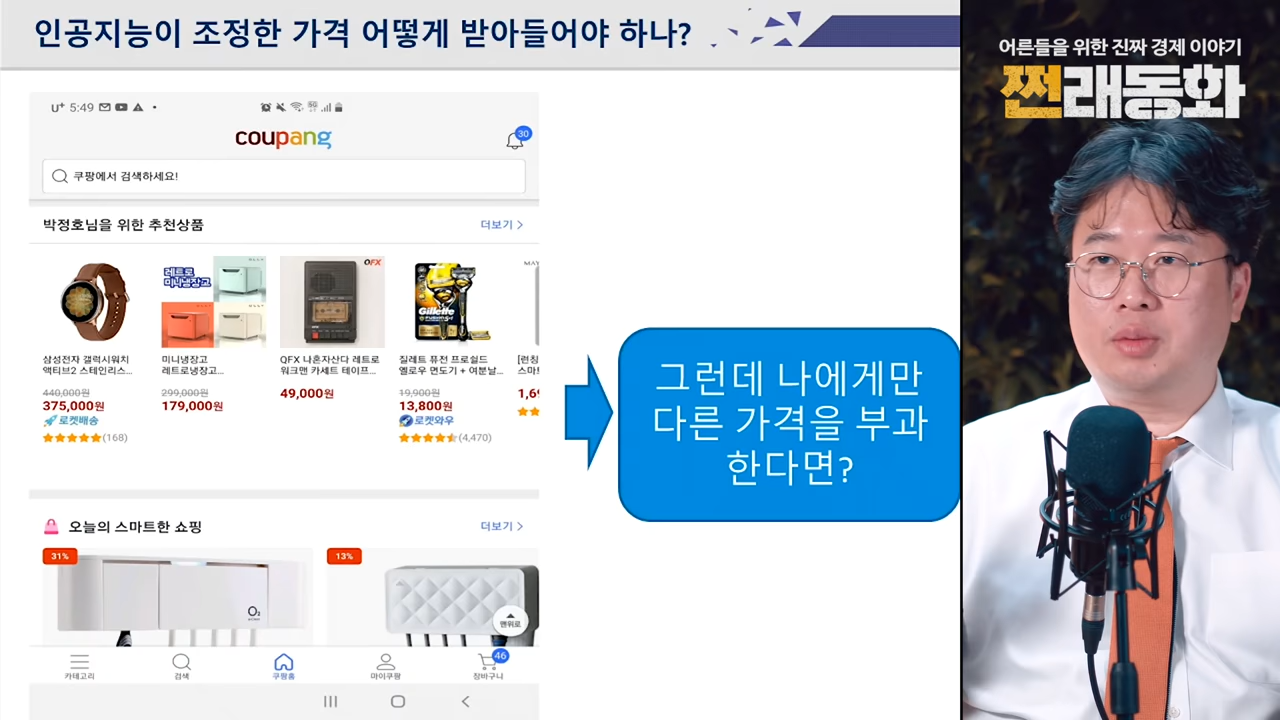 인공지능이 조정한 가격 어떻게 받아들어야 하나?
어른들을 위한 진짜 경제 이야기
쩐래동화
U+ 5:49
coupang
30
쿠팡에서 검색하세요!
박정호님을 위한 추천상품
더보기 >
삼성전자 갤럭시워치
액티브2 스테인리스...
440,000원
375,000원
로켓배송
(168)
레트로
미니냉장고
미니냉장고
레트로냉장고...
299,000원
179,000원
QFX
QFX 나혼자산다 레트로
워크맨 카세트 테이프...
49,000원
Gillette
질레트 퓨전 프로쉴드
옐로우 면도기 + 여분날...
19,900원
13,800원
로켓와우
(4,470)
[런칭
스마트
1,69
그런데 나에게만
다른 가격을 부과
한다면?
오늘의 스마트한 쇼핑
더보기 >
31%
O₂
13%
맨위로
카테고리
검색
쿠팡홈
마이쿠팡
46
장바구니